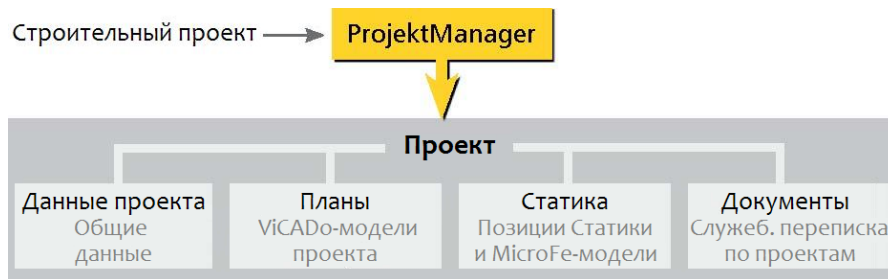 Строительный проект
ProjektManager
Проект
Данные проекта
Общие
данные
Планы
ViCADo-модели
проекта
Статика
Позиции Статики
и MicroFe-модели
Документы
Служеб. переписка
по проектам